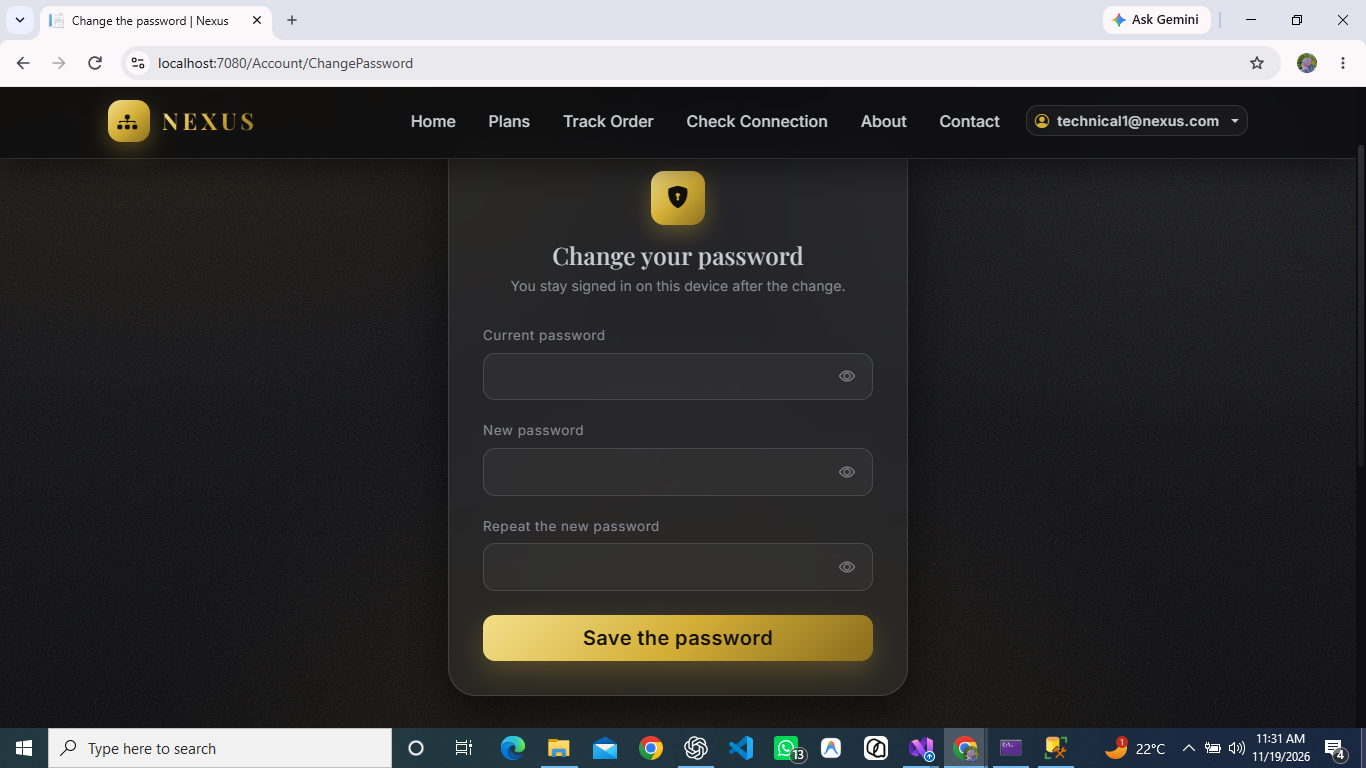 Change the password | Nexus
Ask Gemini
localhost:7080/Account/ChangePassword
NEXUS
Home
Plans
Track Order
Check Connection
About
Contact
technical1@nexus.com
Change your password
You stay signed in on this device after the change.
Current password
New password
Repeat the new password
Save the password
Type here to search
13
1
22°C
11:31 AM
11/19/2026
4